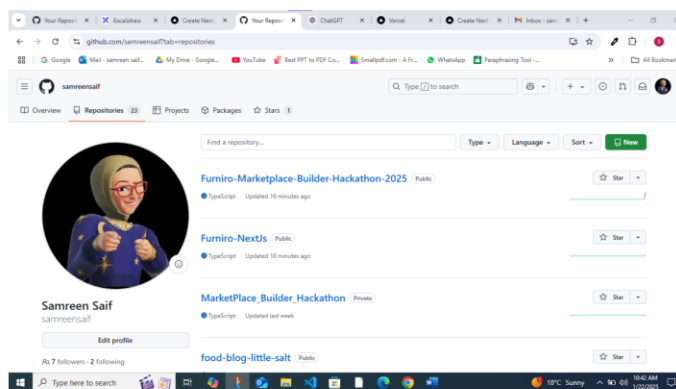 Your Reposit
Excalidraw
Create Next
Your Reposit
ChatGPT
Vercel
Create Next
Inbox - samr
github.com/samreensaif?tab=repositories
Google
Mail - samreen saif...
My Drive - Google...
YouTube
Best PPT to PDF Co...
Smallpdf.com - A Fr...
WhatsApp
Paraphrasing Tool -...
All Bookmar
samreensaif
Type / to search
Overview
Repositories 23
Projects
Packages
Stars 1
Find a repository...
Type
Language
Sort
New
Furniro-Marketplace-Builder-Hackathon-2025 Public
Star
TypeScript Updated 16 minutes ago
Furniro-NextJs Public
Star
TypeScript Updated 18 minutes ago
MarketPlace_Builder_Hackathon Private
Star
TypeScript Updated last week
food-blog-little-salt Public
Star
Samreen Saif
samreensaif
Edit profile
7 followers · 2 following
Type here to search
18°C Sunny
10:42 AM
1/22/2025